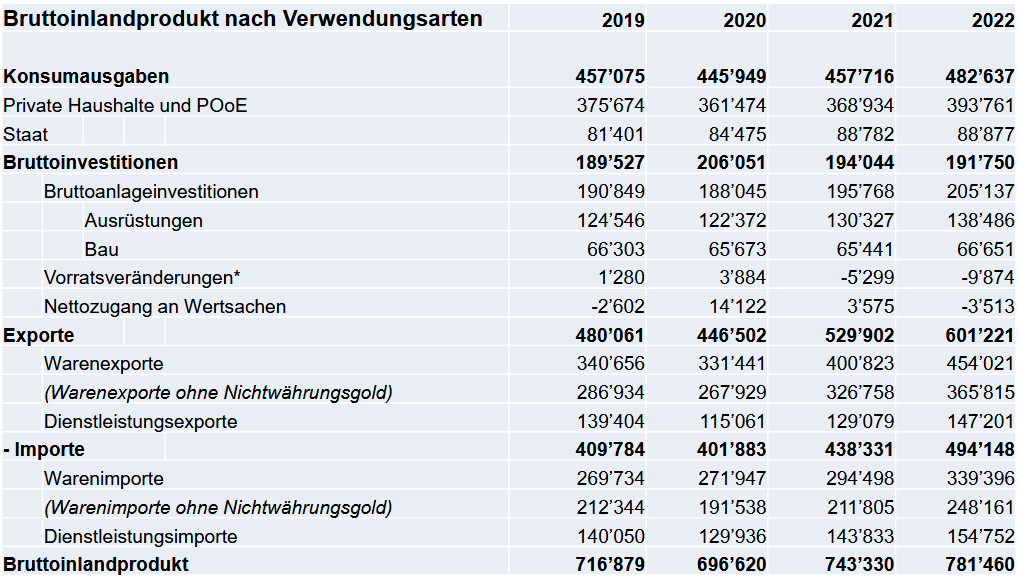 Bruttoinlandprodukt nach Verwendungsarten 2019 2020 2021 2022
Konsumausgaben 457’075 445’949 457’716 482’637
Private Haushalte und POoE 375’674 361’474 368’934 393’761
Staat 81’401 84’475 88’782 88’877
Bruttoinvestitionen 189’527 206’051 194’044 191’750
Bruttoanlageinvestitionen 190’849 188’045 195’768 205’137
Ausrüstungen 124’546 122’372 130’327 138’486
Bau 66’303 65’673 65’441 66’651
Vorratsveränderungen* 1’280 3’884 -5’299 -9’874
Nettozugang an Wertsachen -2’602 14’122 3’575 -3’513
Exporte 480’061 446’502 529’902 601’221
Warenexporte 340’656 331’441 400’823 454’021
(Warenexporte ohne Nichtwährungsgold) 286’934 267’929 326’758 365’815
Dienstleistungsexporte 139’404 115’061 129’079 147’201
- Importe 409’784 401’883 438’331 494’148
Warenimporte 269’734 271’947 294’498 339’396
(Warenimporte ohne Nichtwährungsgold) 212’344 191’538 211’805 248’161
Dienstleistungsimporte 140’050 129’936 143’833 154’752
Bruttoinlandprodukt 716’879 696’620 743’330 781’460